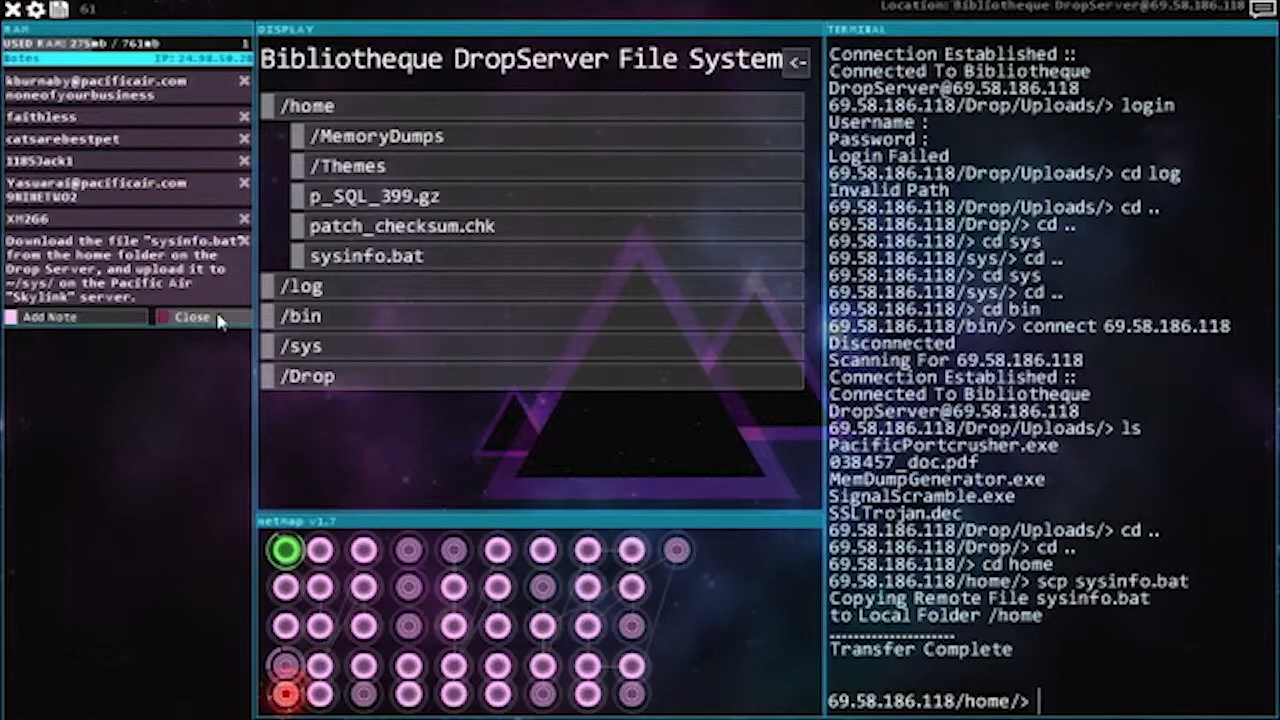 61
Location: Bibliotheque DropServer@69.58.186.118
RAM
USED RAM: 275mb / 761mb
1
Notes
IP: 24.98.50.28
kburnaby@pacificair.com
noneofyourbusiness
faithless
catsarebestpet
1185Jack1
Yasuarai@pacificair.com
9NINETWO2
XM2G6
Download the file "sysinfo.bat"
from the home folder on the
Drop Server, and upload it to
~/sys/ on the Pacific Air
"Skylink" server.
Add Note
Close
DISPLAY
Bibliotheque DropServer File System
<-
/home
/MemoryDumps
/Themes
p_SQL_399.gz
patch_checksum.chk
sysinfo.bat
/log
/bin
/sys
/Drop
netMap v1.7
TERMINAL
Connection Established ::
Connected To Bibliotheque
DropServer@69.58.186.118
69.58.186.118/Drop/Uploads/> login
Username :
Password :
Login Failed
69.58.186.118/Drop/Uploads/> cd log
Invalid Path
69.58.186.118/Drop/Uploads/> cd ..
69.58.186.118/Drop/> cd ..
69.58.186.118/> cd sys
69.58.186.118/sys/> cd ..
69.58.186.118/> cd sys
69.58.186.118/sys/> cd ..
69.58.186.118/> cd bin
69.58.186.118/bin/> connect 69.58.186.118
Disconnected
Scanning For 69.58.186.118
Connection Established ::
Connected To Bibliotheque
DropServer@69.58.186.118
69.58.186.118/Drop/Uploads/> ls
PacificPortcrusher.exe
038457_doc.pdf
MemDumpGenerator.exe
SignalScramble.exe
SSLTrojan.dec
69.58.186.118/Drop/Uploads/> cd ..
69.58.186.118/Drop/> cd ..
69.58.186.118/> cd home
69.58.186.118/home/> scp sysinfo.bat
Copying Remote File sysinfo.bat
to Local Folder /home
--------------------
Transfer Complete
69.58.186.118/home/>